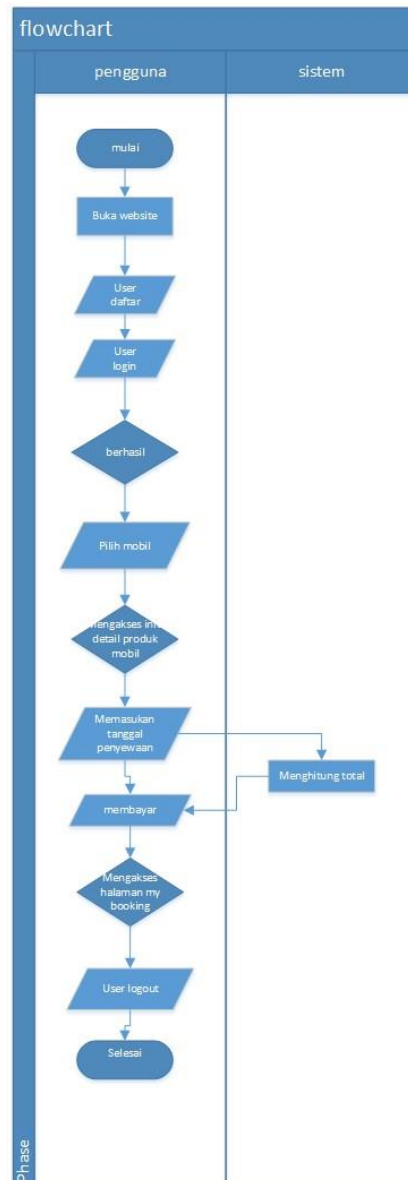 flowchart
pengguna
sistem
mulai
Buka website
User
daftar
User
login
berhasil
Pilih mobil
mengakses
detail produk
mobil
Memasukan
tanggal
penyewaan
Menghitung total
membayar
Mengakses
halaman my
booking
User logout
Selesai
Phase